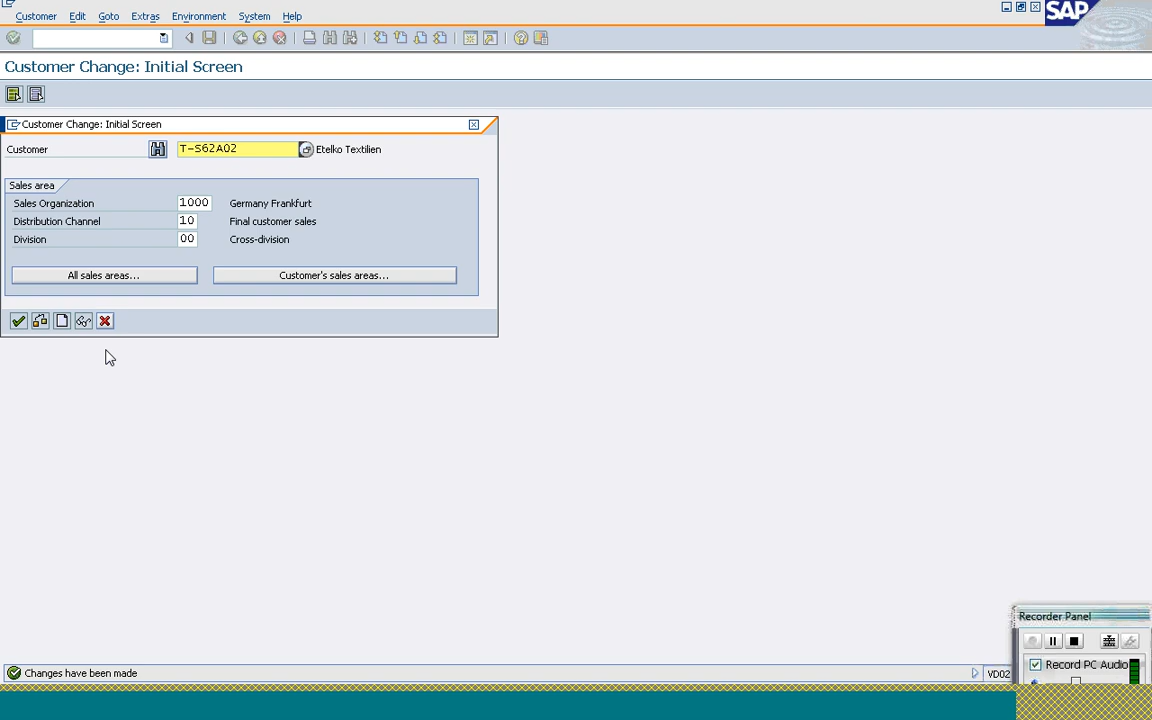 Customer Edit Goto Extras Environment System Help
SAP
Customer Change: Initial Screen
Customer Change: Initial Screen
Customer T-S62A02 Etelko Textilien
Sales area
Sales Organization 1000 Germany Frankfurt
Distribution Channel 10 Final customer sales
Division 00 Cross-division
All sales areas... Customer's sales areas...
Recorder Panel
Record PC Audio
Changes have been made VD02